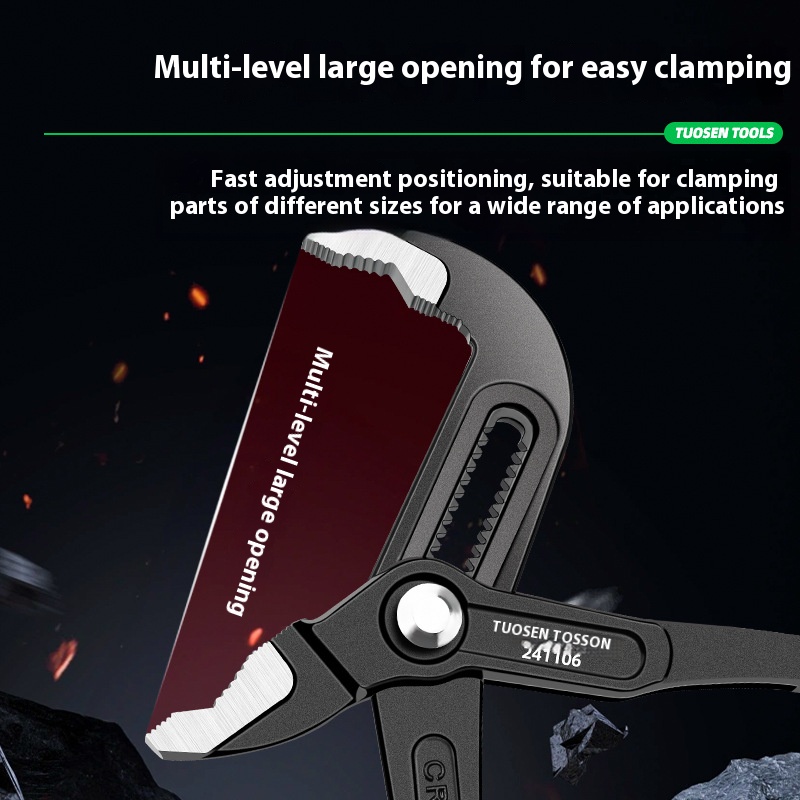 Multi-level large opening for easy clamping
TUOSEN TOOLS
Fast adjustment positioning, suitable for clamping
parts of different sizes for a wide range of applications
Multi-level large opening
TUOSEN TOSSON
241106